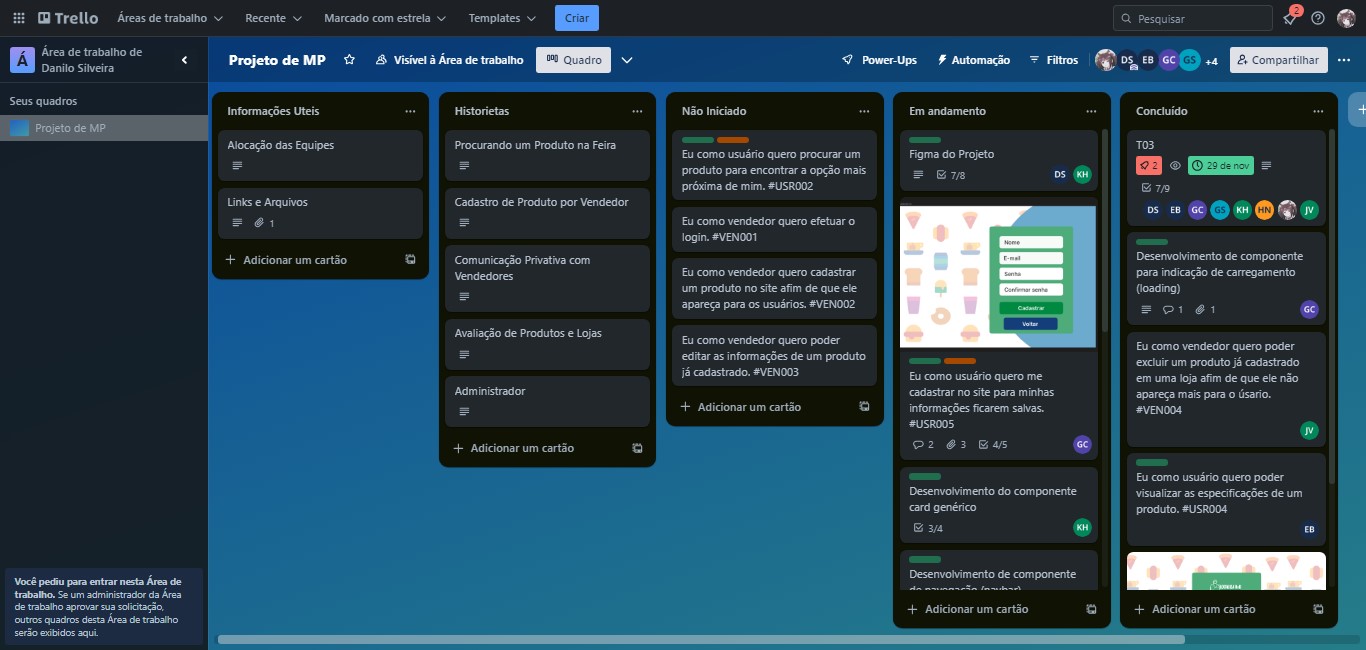 Trello
Áreas de trabalho
Recente
Marcado com estrela
Templates
Criar
Pesquisar
2
Á
Área de trabalho de
Danilo Silveira
Projeto de MP
Visível à Área de trabalho
Quadro
Power-Ups
Automação
Filtros
DS
EB
GC
GS
+4
Compartilhar
Seus quadros
Projeto de MP
Você pediu para entrar nesta Área de
trabalho. Se um administrador da Área
de trabalho aprovar sua solicitação,
outros quadros desta Área de trabalho
serão exibidos aqui.
Informações Uteis
Alocação das Equipes
Links e Arquivos
1
Adicionar um cartão
Historietas
Procurando um Produto na Feira
Cadastro de Produto por Vendedor
Comunicação Privativa com
Vendedores
Avaliação de Produtos e Lojas
Administrador
Adicionar um cartão
Não Iniciado
Eu como usuário quero procurar um
produto para encontrar a opção mais
próxima de mim. #USR002
Eu como vendedor quero efetuar o
login. #VEN001
Eu como vendedor quero cadastrar
um produto no site afim de que ele
apareça para os usuários. #VEN002
Eu como vendedor quero poder
editar as informações de um produto
já cadastrado. #VEN003
Adicionar um cartão
Em andamento
Figma do Projeto
7/8
DS
KH
Nome
E-mail
Senha
Confirmar senha
Cadastrar
Voltar
Eu como usuário quero me
cadastrar no site para minhas
informações ficarem salvas.
#USR005
2
3
4/5
GC
Desenvolvimento do componente
card genérico
3/4
KH
Desenvolvimento de componente
de navegação (navbar)
Adicionar um cartão
Concluído
T03
2
29 de nov
7/9
DS
EB
GC
GS
KH
HN
JV
Desenvolvimento de componente
para indicação de carregamento
(loading)
1
1
GC
Eu como vendedor quero poder
excluir um produto já cadastrado
em uma loja afim de que ele não
apareça mais para o úsario.
#VEN004
JV
Eu como usuário quero poder
visualizar as especificações de um
produto. #USR004
EB
Adicionar um cartão